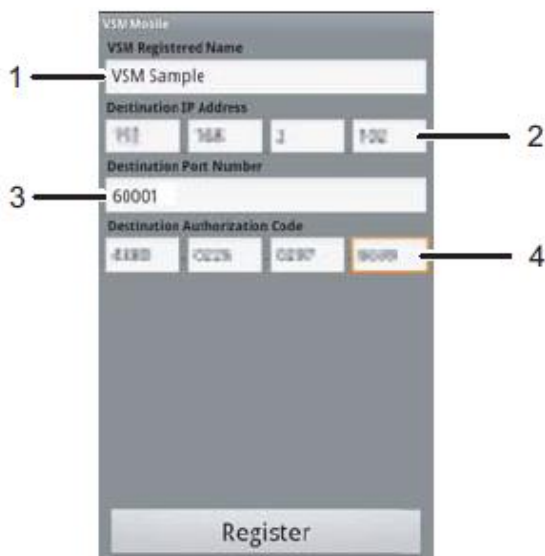 VSM Mobile
VSM Registered Name
1
VSM Sample
Destination IP Address
2
Destination Port Number
3
60001
Destination Authorization Code
4
Register